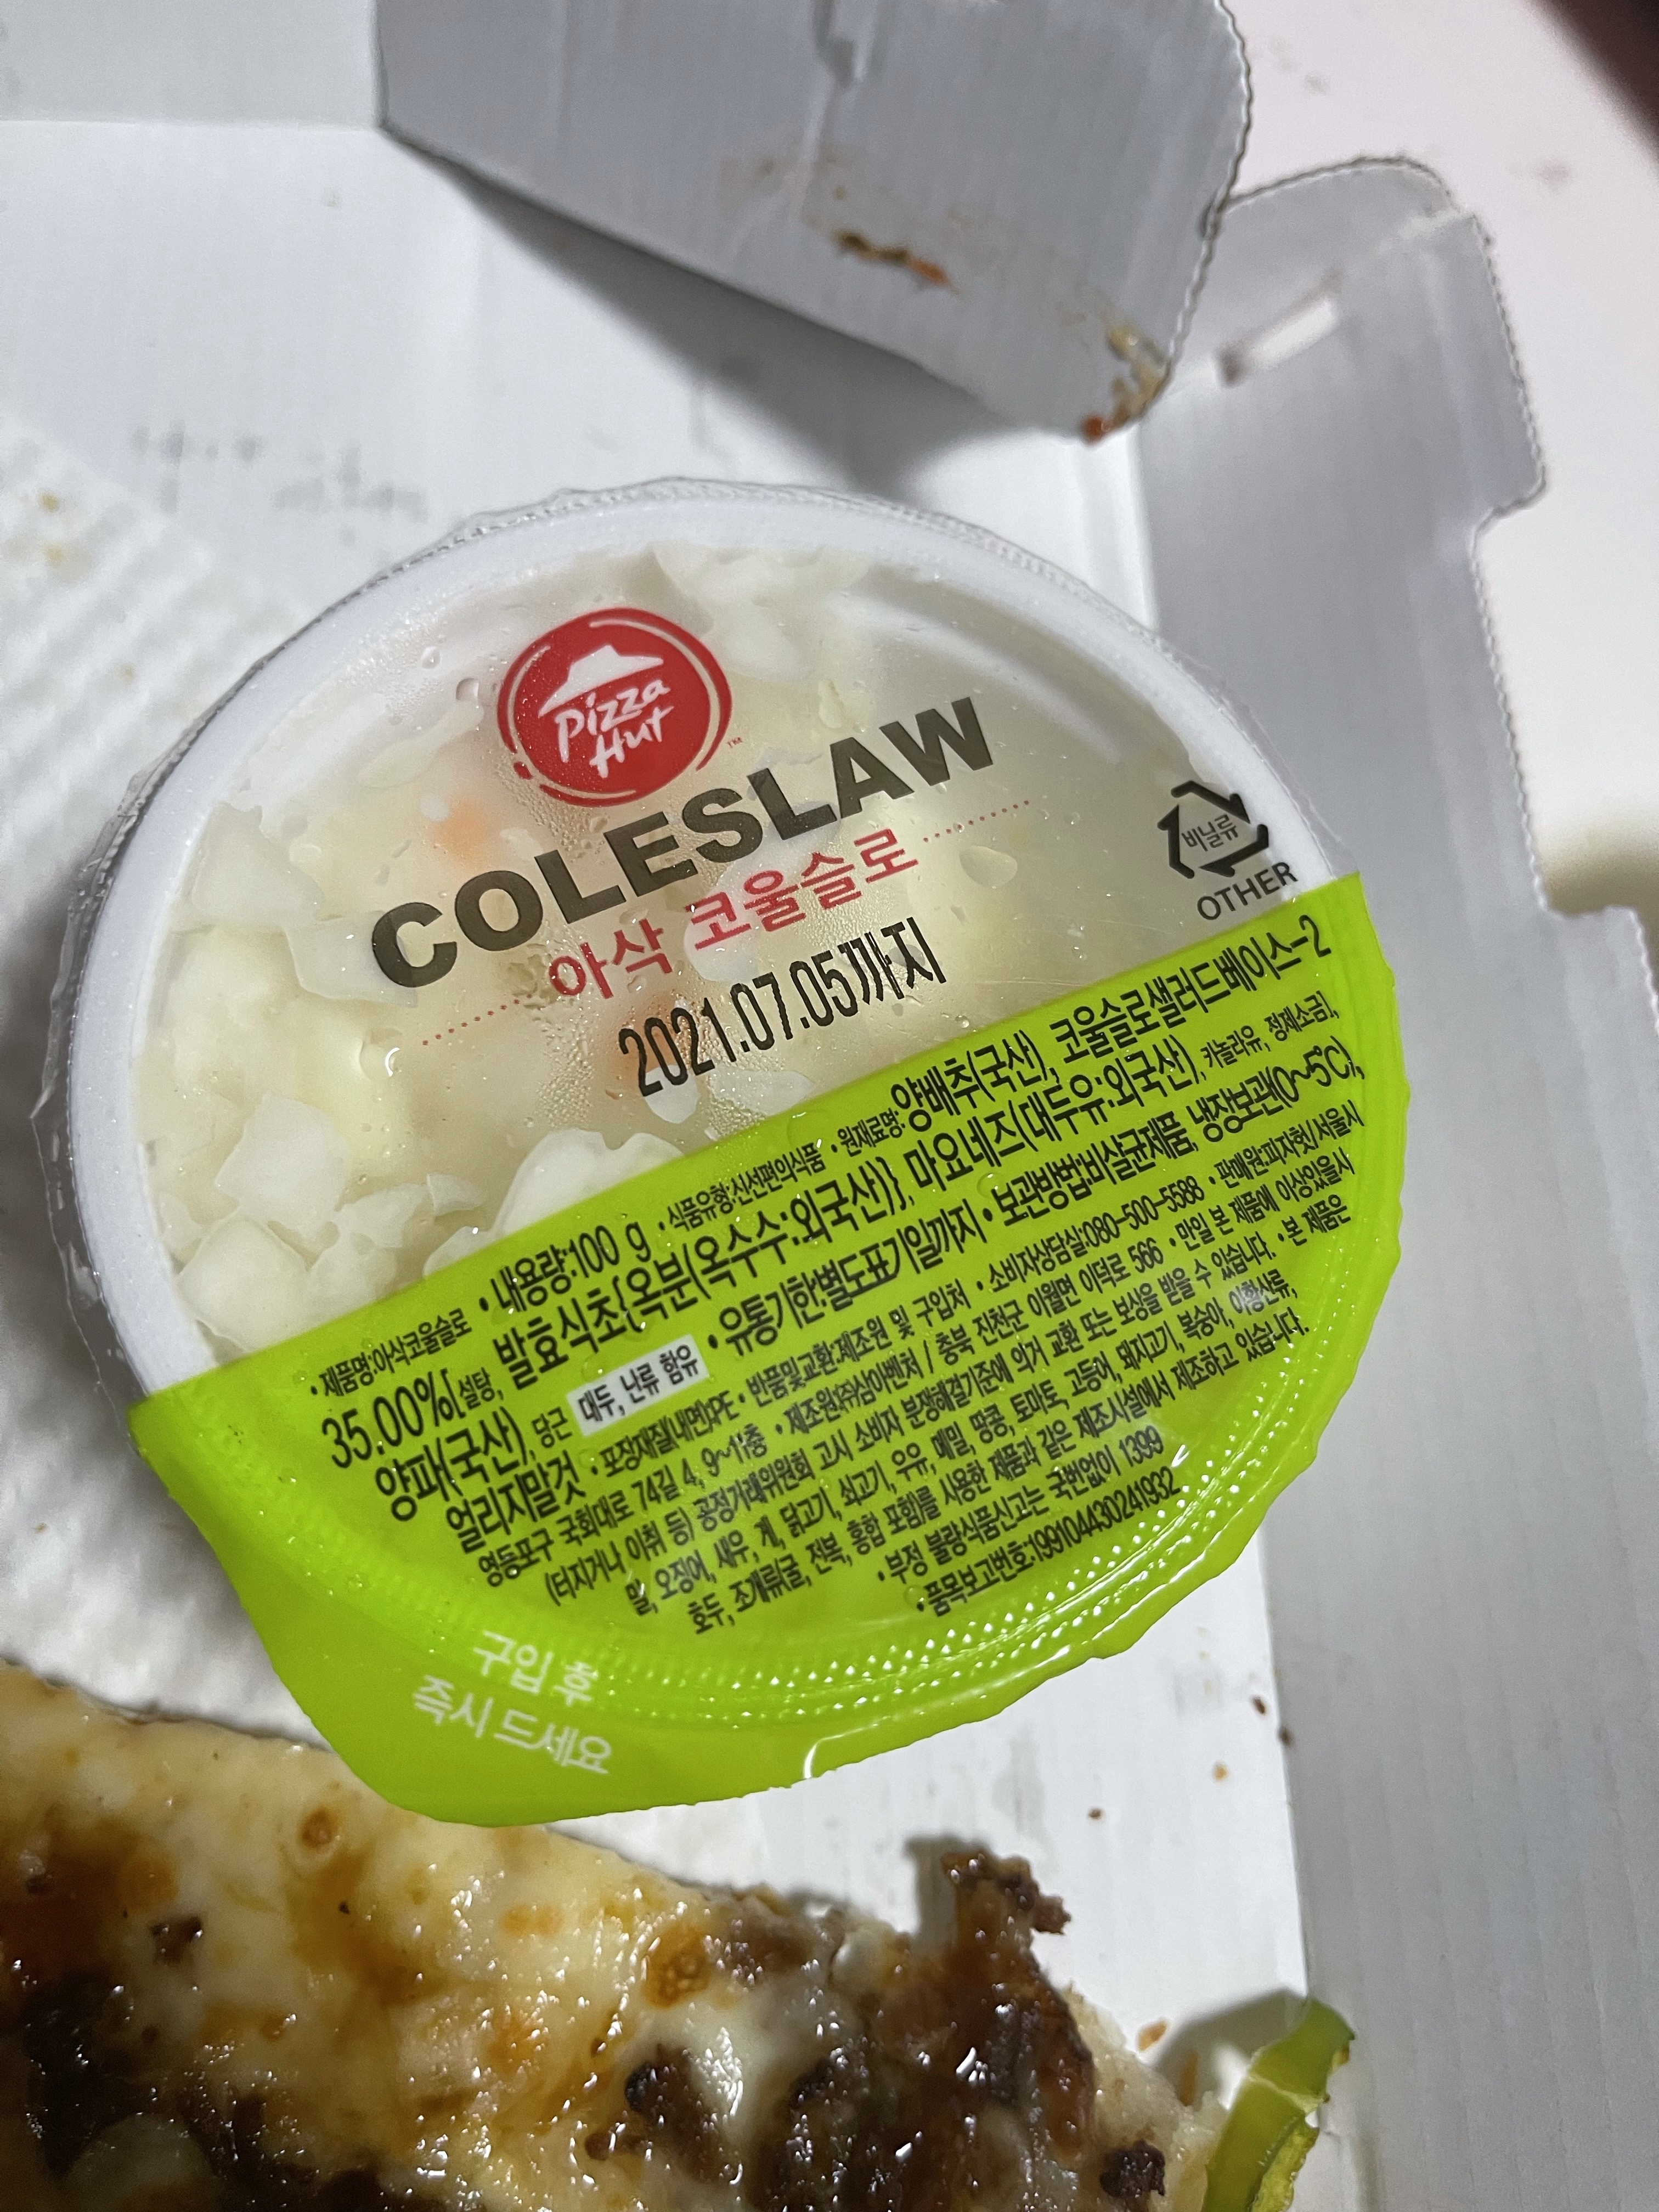 Pizza
Hut
TM
COLESLAW
아삭 코울슬로
2021.07.05까지
비닐류
OTHER
•제품명:아삭코울슬로 •내용량:100 g •식품유형:신선편의식품 •원재료명:양배추(국산), 코울슬로샐러드베이스-2
35.00%[설탕, 발효식초{옥분(옥수수:외국산)}, 마요네즈(대두유:외국산), 카놀라유, 정제소금],
양파(국산), 당근 대두, 난류 함유 •유통기한:별도표기일까지 •보관방법:비살균제품, 냉장보관(0~5℃),
얼리지말것 •포장재질(내면):PE •반품및교환:제조원 및 구입처 •소비자상담실:080-500-5588 •판매원:피자헛/서울시
영등포구 국회대로 74길 4, 9~11층 •제조원:(주)삼아벤처 / 충북 진천군 이월면 이덕로 566 •만일 본 제품에 이상있을시
(터지거나 이취 등) 공정거래위원회 고시 소비자 분쟁해결기준에 의거 교환 또는 보상을 받을 수 있습니다. •본 제품은
밀, 오징어, 새우, 게, 닭고기, 쇠고기, 우유, 메밀, 땅콩, 토마토, 고등어, 돼지고기, 복숭아, 아황산류,
호두, 조개류(굴, 전복, 홍합 포함)를 사용한 제품과 같은 제조시설에서 제조하고 있습니다.
•부정 불량식품신고는 국번없이 1399
•품목보고번호:199104430241932
구입 후
즉시 드세요